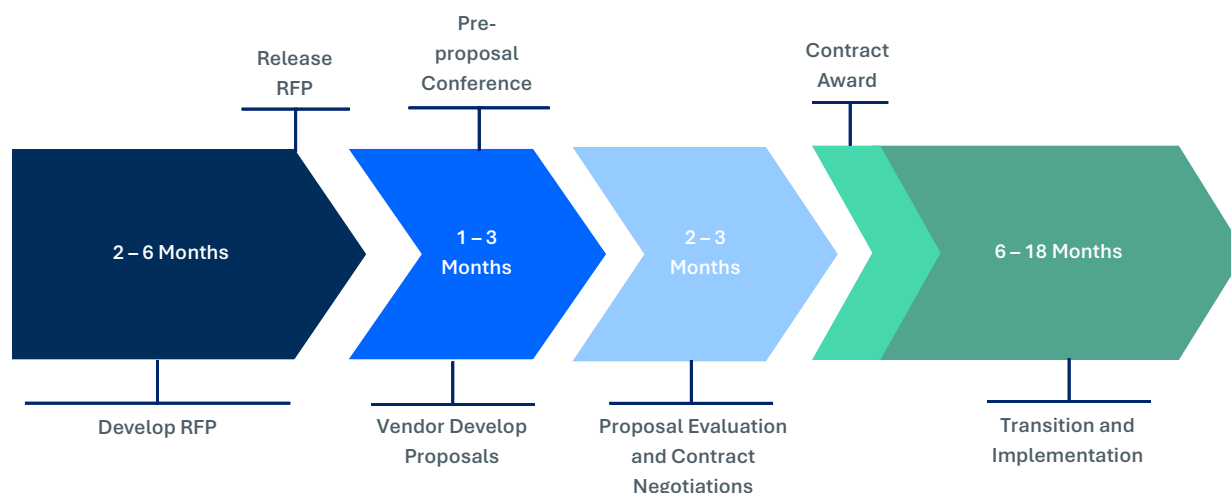 Release
RFP
Pre-
proposal
Conference
Contract
Award
2 – 6 Months
1 – 3
Months
2 – 3
Months
6 – 18 Months
Develop RFP
Vendor Develop
Proposals
Proposal Evaluation
and Contract
Negotiations
Transition and
Implementation